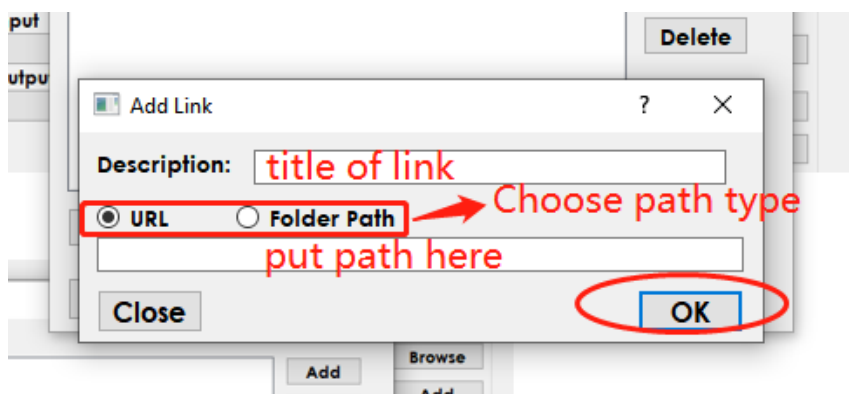 put
Delete
utpu
Add Link
?
Description:
title of link
URL
Folder Path
Choose path type
put path here
Close
OK
Browse
Add
Add